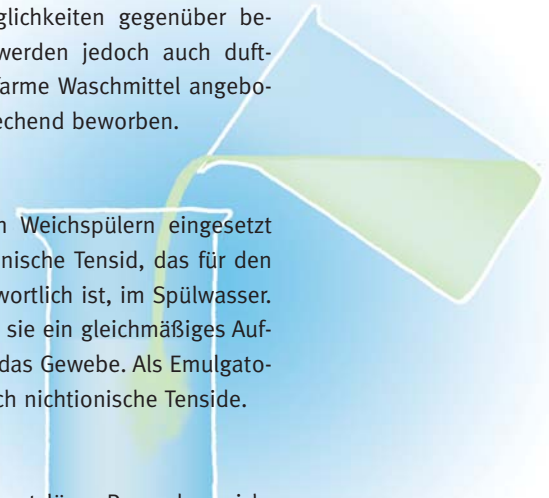 glichkeiten gegenüber be-
werden jedoch auch duft-
arme Waschmittel angebo-
echend beworben.
Weichspülern eingesetzt
nische Tensid, das für den
wortlich ist, im Spülwasser.
sie ein gleichmäßiges Auf-
das Gewebe. Als Emulgato-
ch nichtionische Tenside.